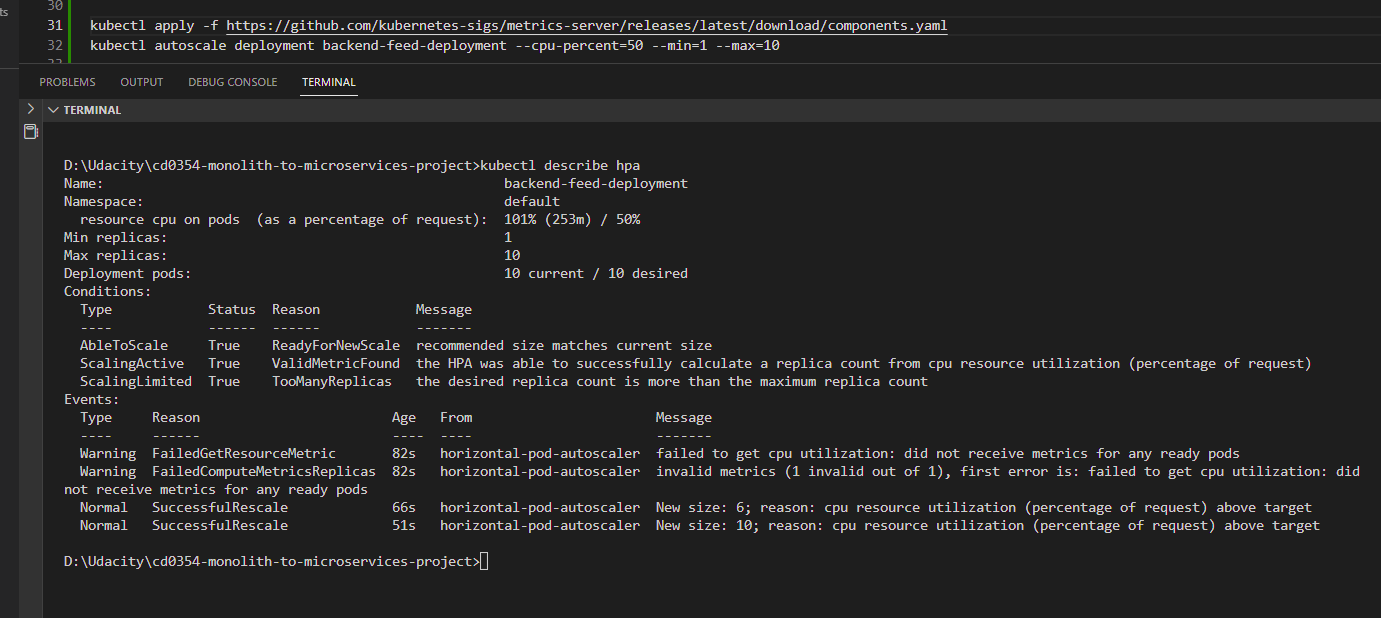 ts
30
31 kubectl apply -f https://github.com/kubernetes-sigs/metrics-server/releases/latest/download/components.yaml
32 kubectl autoscale deployment backend-feed-deployment --cpu-percent=50 --min=1 --max=10
33
PROBLEMS OUTPUT DEBUG CONSOLE TERMINAL
TERMINAL
D:\Udacity\cd0354-monolith-to-microservices-project>kubectl describe hpa
Name: backend-feed-deployment
Namespace: default
resource cpu on pods (as a percentage of request): 101% (253m) / 50%
Min replicas: 1
Max replicas: 10
Deployment pods: 10 current / 10 desired
Conditions:
Type Status Reason Message
---- ------ ------ -------
AbleToScale True ReadyForNewScale recommended size matches current size
ScalingActive True ValidMetricFound the HPA was able to successfully calculate a replica count from cpu resource utilization (percentage of request)
ScalingLimited True TooManyReplicas the desired replica count is more than the maximum replica count
Events:
Type Reason Age From Message
---- ------ ---- ---- -------
Warning FailedGetResourceMetric 82s horizontal-pod-autoscaler failed to get cpu utilization: did not receive metrics for any ready pods
Warning FailedComputeMetricsReplicas 82s horizontal-pod-autoscaler invalid metrics (1 invalid out of 1), first error is: failed to get cpu utilization: did
not receive metrics for any ready pods
Normal SuccessfulRescale 66s horizontal-pod-autoscaler New size: 6; reason: cpu resource utilization (percentage of request) above target
Normal SuccessfulRescale 51s horizontal-pod-autoscaler New size: 10; reason: cpu resource utilization (percentage of request) above target
D:\Udacity\cd0354-monolith-to-microservices-project>